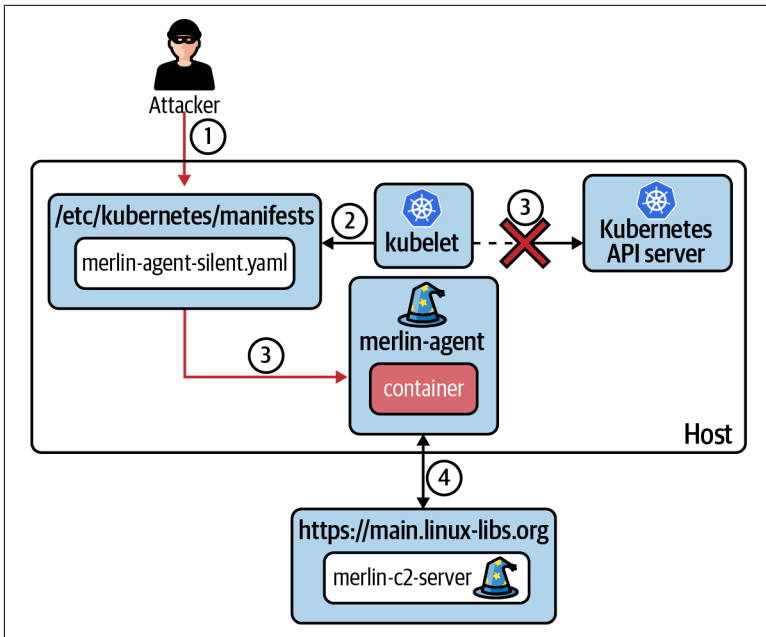 Attacker
1
/etc/kubernetes/manifests
merlin-agent-silent.yaml
2
kubelet
3
Kubernetes
API server
3
merlin-agent
container
Host
4
https://main.linux-libs.org
merlin-c2-server